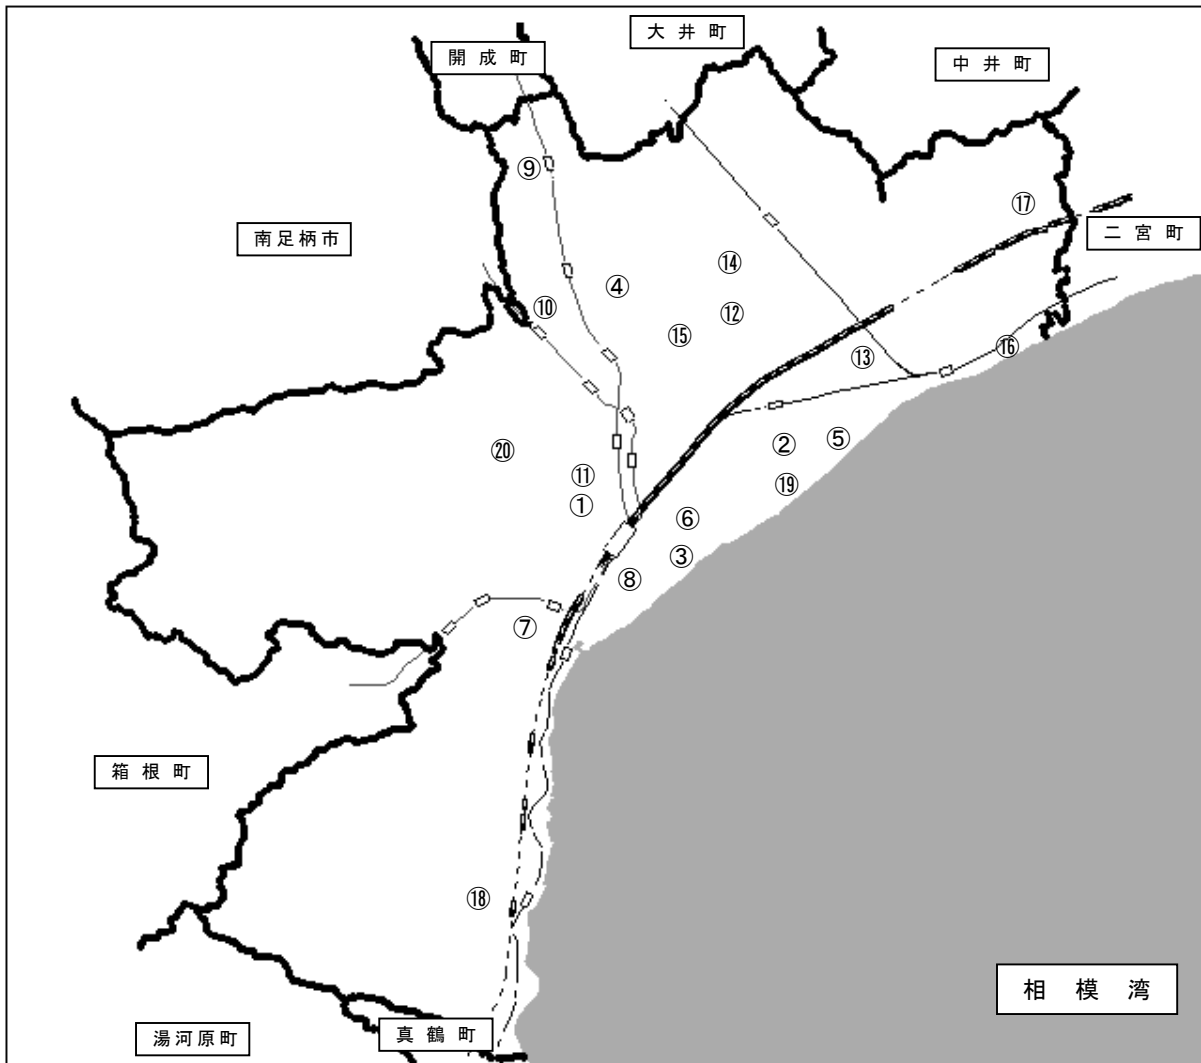 大井町
開成町
中井町
⑨
⑰
南足柄市
二宮町
⑭
④
⑩
⑫
⑮
⑬
⑯
②
⑤
⑳
⑪
⑲
①
⑥
③
⑧
⑦
箱根町
⑱
相模湾
湯河原町
真鶴町